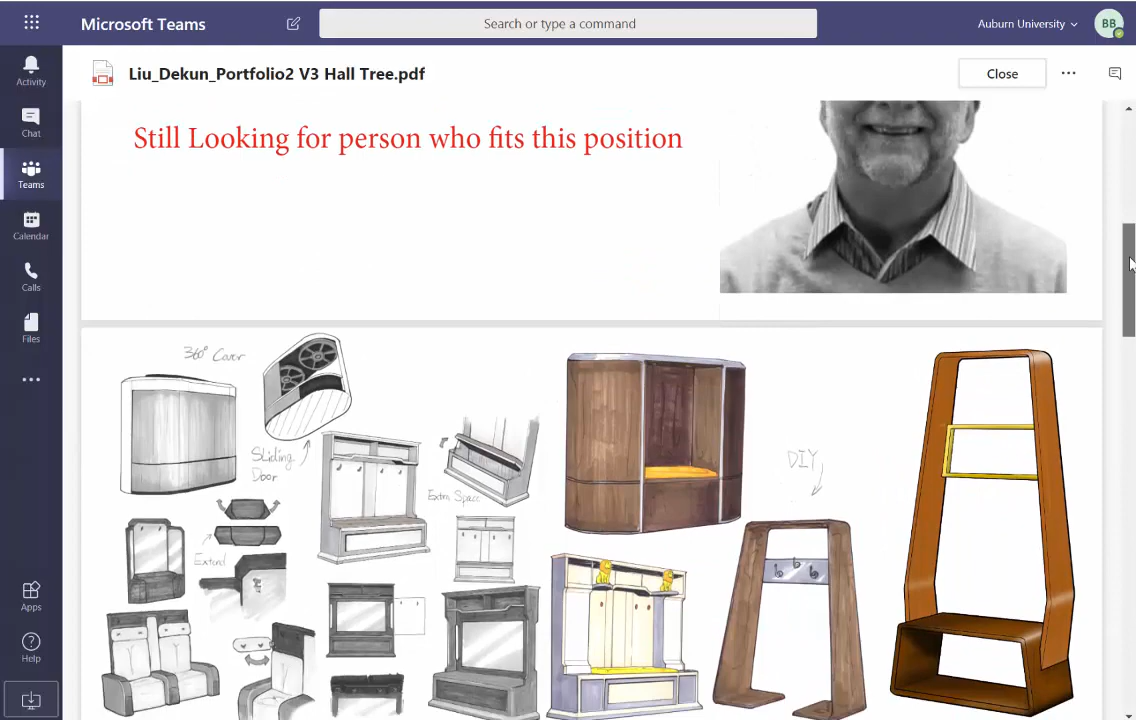 Microsoft Teams
Search or type a command
Auburn University
BB
Activity
Chat
Teams
Calendar
Calls
Files
Apps
Help
Liu_Dekun_Portfolio2 V3 Hall Tree.pdf
Close
Still Looking for person who fits this position
360° Cover
Sliding
Door
Extra Space
Extend
DIY